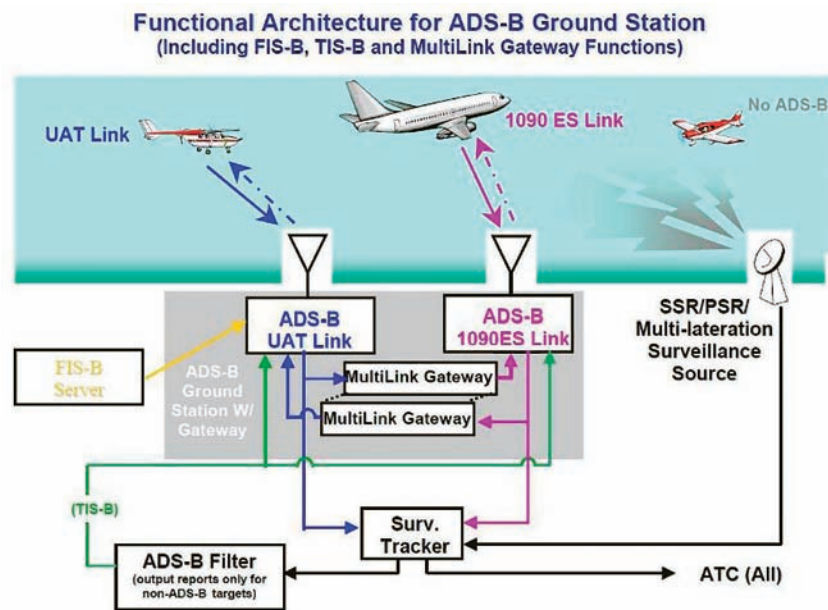 Functional Architecture for ADS-B Ground Station
(Including FIS-B, TIS-B and MultiLink Gateway Functions)
No ADS-B
UAT Link
1090 ES Link
ADS-B
UAT Link
ADS-B
1090ES Link
SSR/PSR/
Multi-lateration
Surveillance
Source
FIS-B
Server
ADS-B
Ground
Station W/
Gateway
MultiLink Gateway
MultiLink Gateway
(TIS-B)
Surv.
Tracker
ADS-B Filter
(output reports only for
non-ADS-B targets)
ATC (All)